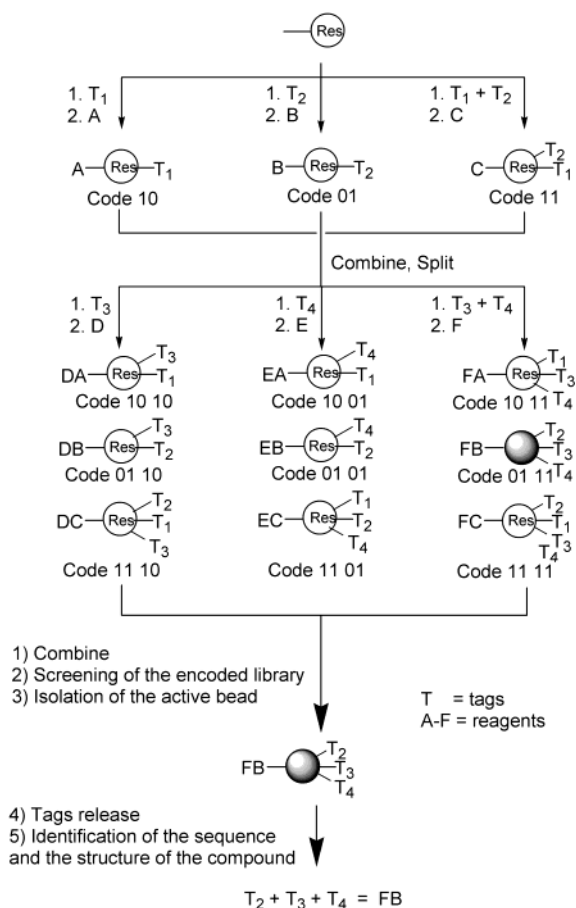 Res
1. T1
2. A
1. T2
2. B
1. T1 + T2
2. C
A Res T1
Code 10
B Res T2
Code 01
C Res T2 T1
Code 11
Combine, Split
1. T3
2. D
1. T4
2. E
1. T3 + T4
2. F
DA Res T3 T1
Code 10 10
EA Res T4 T1
Code 10 01
FA Res T1 T3 T4
Code 10 11
DB Res T3 T2
Code 01 10
EB Res T4 T2
Code 01 01
FB T2 T3 T4
Code 01 11
DC Res T2 T1 T3
Code 11 10
EC Res T1 T2 T4
Code 11 01
FC Res T2 T1 T3 T4
Code 11 11
1) Combine
2) Screening of the encoded library
3) Isolation of the active bead
T = tags
A-F = reagents
FB T2 T3 T4
4) Tags release
5) Identification of the sequence
and the structure of the compound
T2 + T3 + T4 = FB